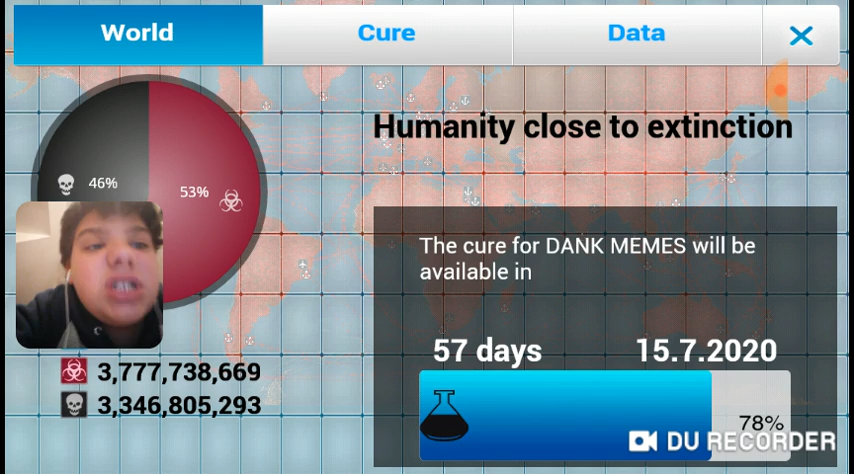 World Cure Data
Humanity close to extinction
46%
53%
The cure for DANK MEMES will be
available in
57 days 15.7.2020
3,777,738,669
3,346,805,293
78%
DU RECORDER